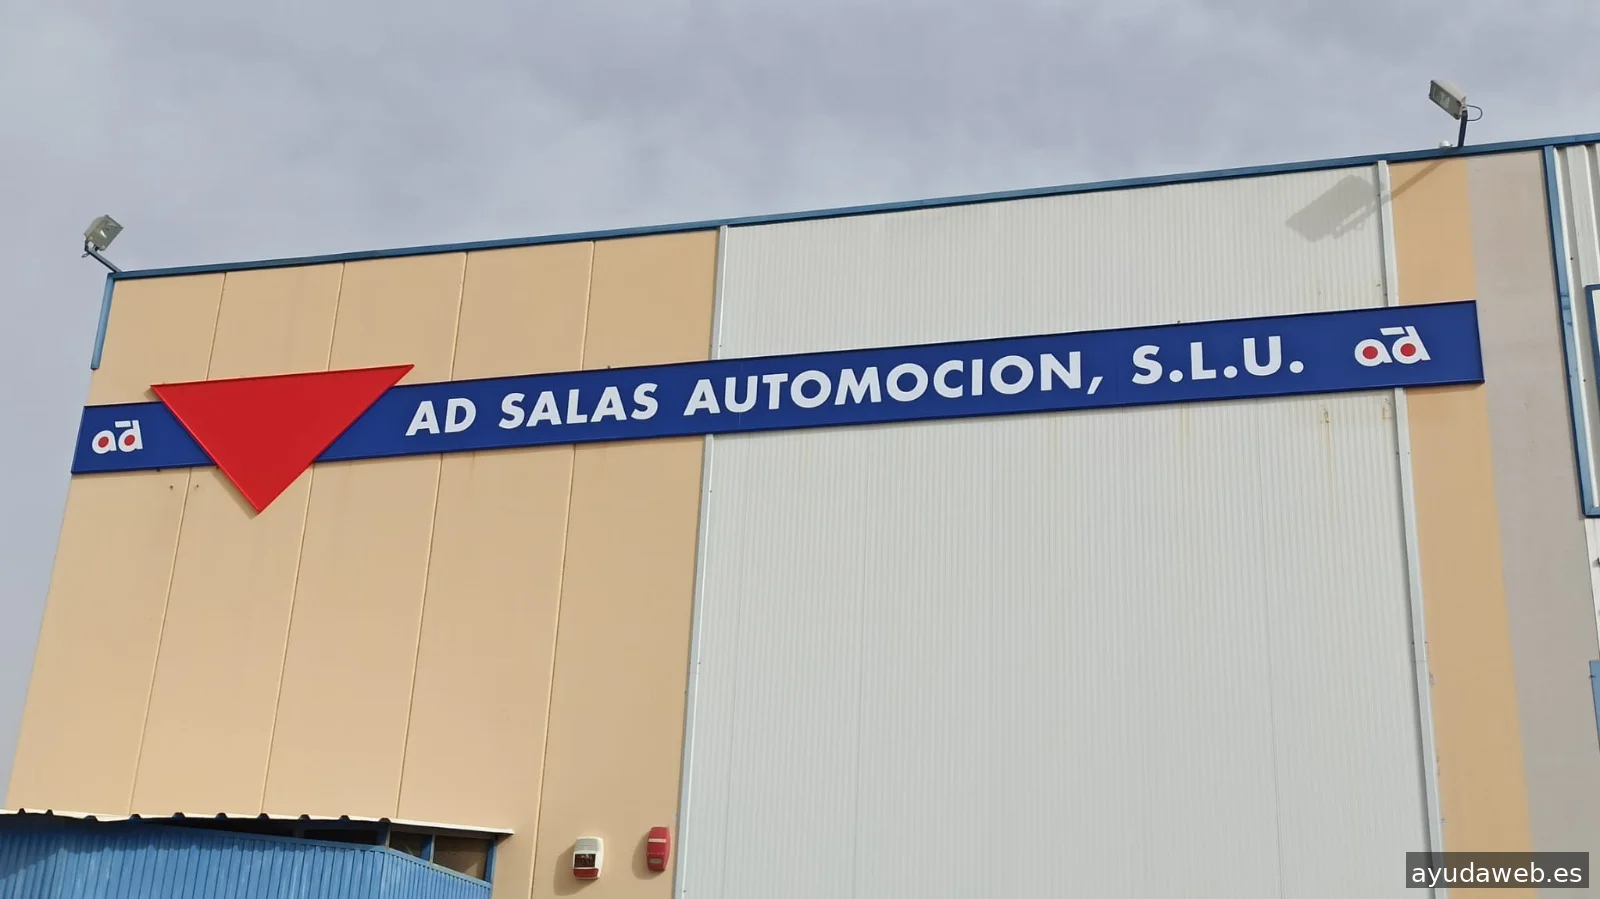 ad AD SALAS AUTOMOCION, S.L.U. ad
ayudaweb.es